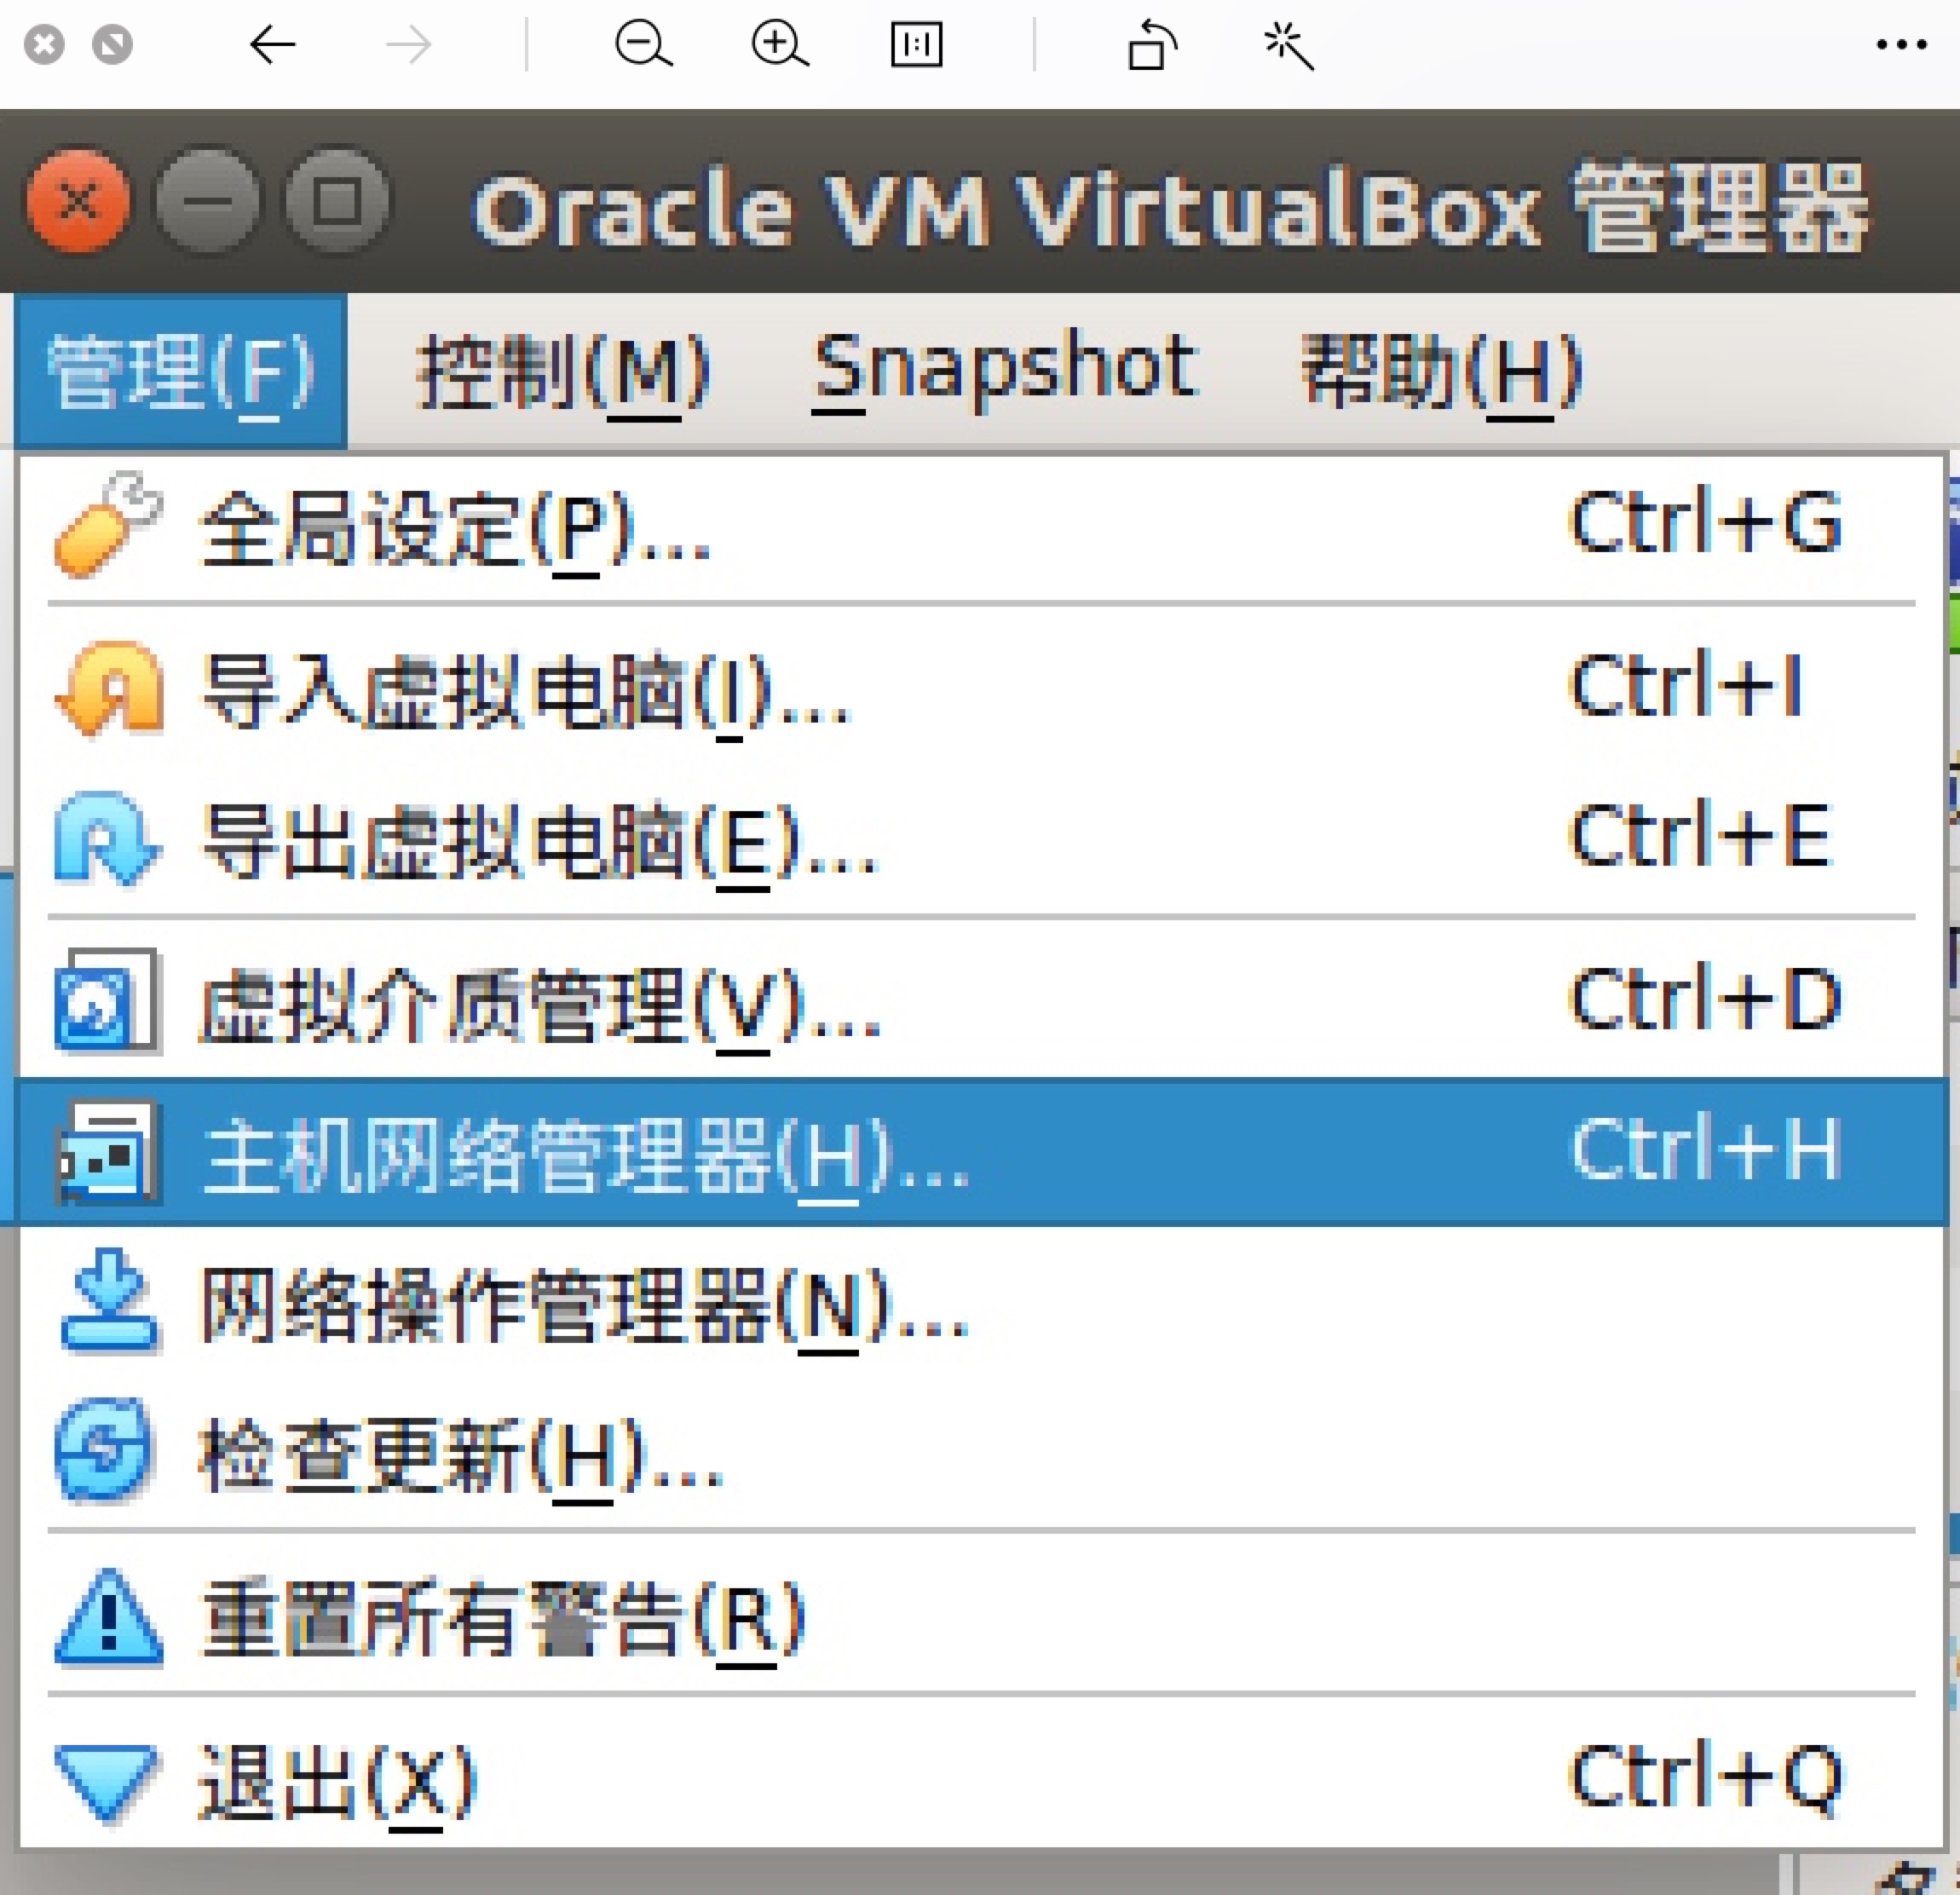 Oracle VM VirtualBox 管理器
管理(F) 控制(M) Snapshot 帮助(H)
全局设定(P)... Ctrl+G
导入虚拟电脑(I)... Ctrl+I
导出虚拟电脑(E)... Ctrl+E
虚拟介质管理(V)... Ctrl+D
主机网络管理器(H)... Ctrl+H
网络操作管理器(N)...
检查更新(H)...
重置所有警告(R)
退出(X) Ctrl+Q